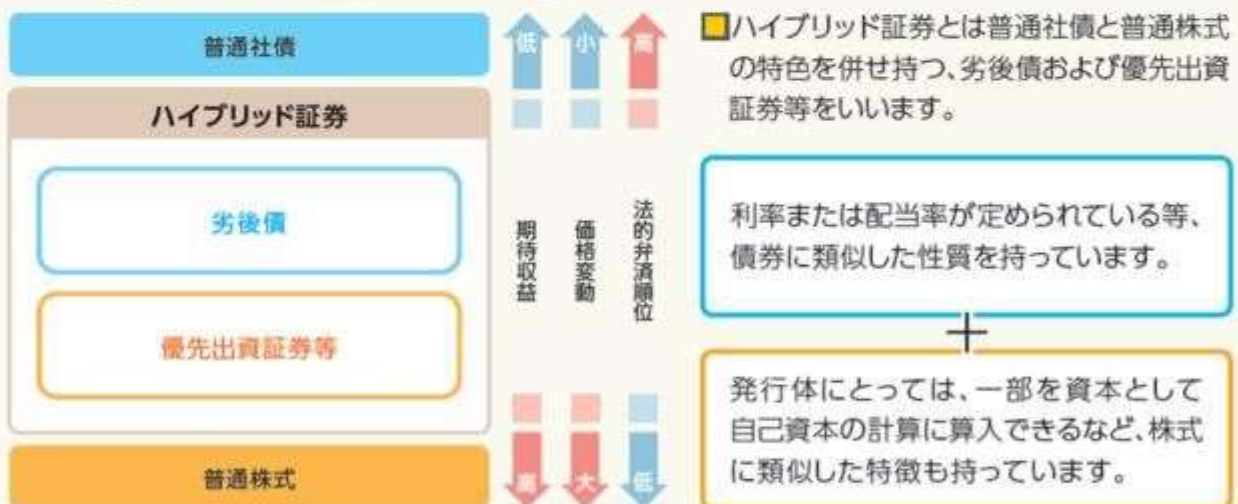 普通社債
ハイブリッド証券
劣後債
優先出資証券等
普通株式
低
小
高
期待収益
価格変動
法的弁済順位
高
大
低
ハイブリッド証券とは普通社債と普通株式
の特色を併せ持つ、劣後債および優先出資
証券等をいいます。
利率または配当率が定められている等、
債券に類似した性質を持っています。
+
発行体にとっては、一部を資本として
自己資本の計算に算入できるなど、株式
に類似した特徴も持っています。